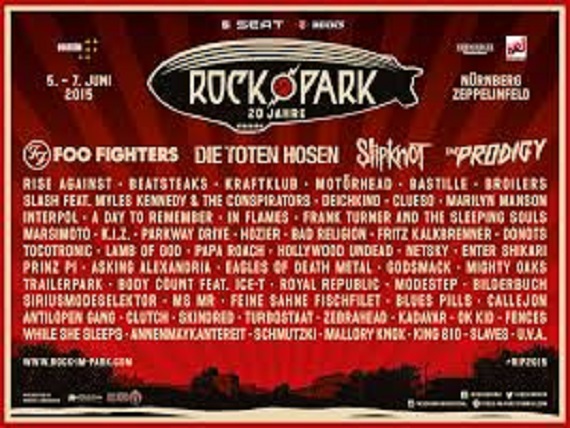 SEAT
5. - 7. JUNI
2015
ROCK PARK
20 JAHRE
NÜRNBERG
ZEPPELINFELD
FOO FIGHTERS DIE TOTEN HOSEN SLIPKNOT THE PRODIGY
RISE AGAINST · BEATSTEAKS · KRAFTKLUB · MOTÖRHEAD · BASTILLE · BROILERS
SLASH FEAT. MYLES KENNEDY & THE CONSPIRATORS · DEICHKIND · CLUESO · MARILYN MANSON
INTERPOL · A DAY TO REMEMBER · IN FLAMES · FRANK TURNER AND THE SLEEPING SOULS
MARSIMOTO · K.I.Z. · PARKWAY DRIVE · HOZIER · BAD RELIGION · FRITZ KALKBRENNER · DONOTS
TOCOTRONIC · LAMB OF GOD · PAPA ROACH · HOLLYWOOD UNDEAD · NETSKY · ENTER SHIKARI
PRINZ PI · ASKING ALEXANDRIA · EAGLES OF DEATH METAL · GODSMACK · MIGHTY OAKS
TRAILERPARK · BODY COUNT FEAT. ICE-T · ROYAL REPUBLIC · MODESTEP · BILDERBUCH
SIRIUSMODESELEKTOR · MS MR · FEINE SAHNE FISCHFILET · BLUES PILLS · CALLEJON
ANTILOPEN GANG · CLUTCH · SKINDRED · TURBOSTAAT · ZEBRAHEAD · KADAVAR · OK KID · FENCES
WHILE SHE SLEEPS · ANNENMAYKANTEREIT · SCHMUTZKI · MALLORY KNOX · KING 810 · SLAVES · U.V.A.
WWW.ROCK-IM-PARK.COM
#RIP2015